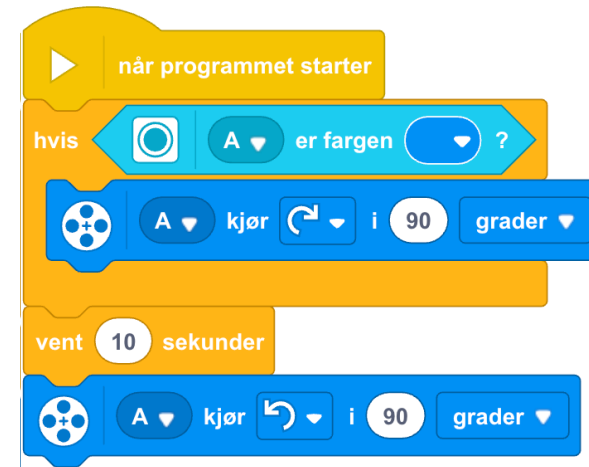 når programmet starter
hvis A er fargen ?
A kjør i 90 grader
vent 10 sekunder
A kjør i 90 grader